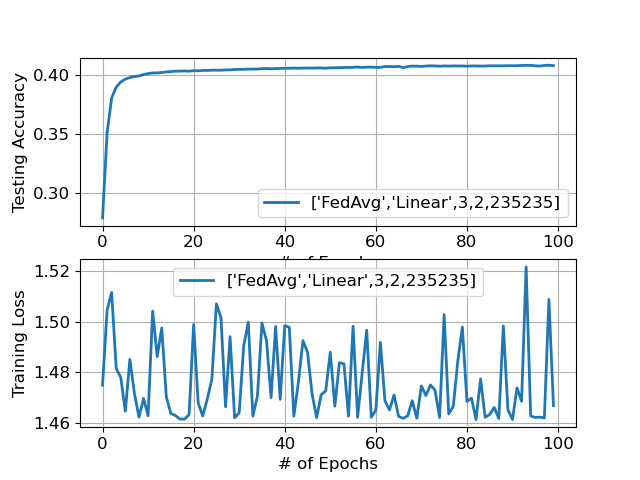 Testing Accuracy
0.40
0.35
0.30
['FedAvg','Linear',3,2,235235]
0 20 40 60 80 100
Training Loss
1.52
1.50
1.48
1.46
['FedAvg','Linear',3,2,235235]
0 20 40 60 80 100
# of Epochs